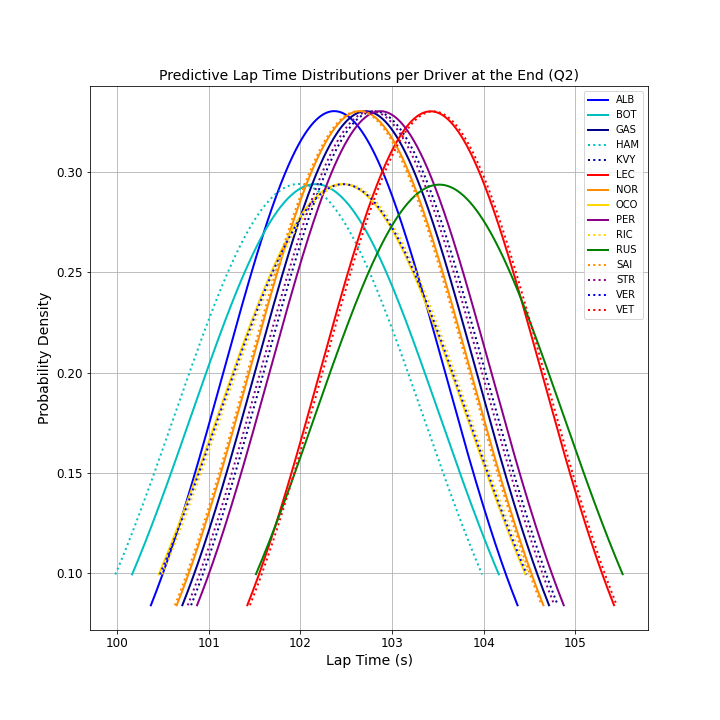 Predictive Lap Time Distributions per Driver at the End (Q2)
ALB
BOT
GAS
HAM
KVY
LEC
NOR
OCO
PER
RIC
RUS
SAI
STR
VER
VET
0.30
0.25
0.20
0.15
0.10
Probability Density
100 101 102 103 104 105
Lap Time (s)